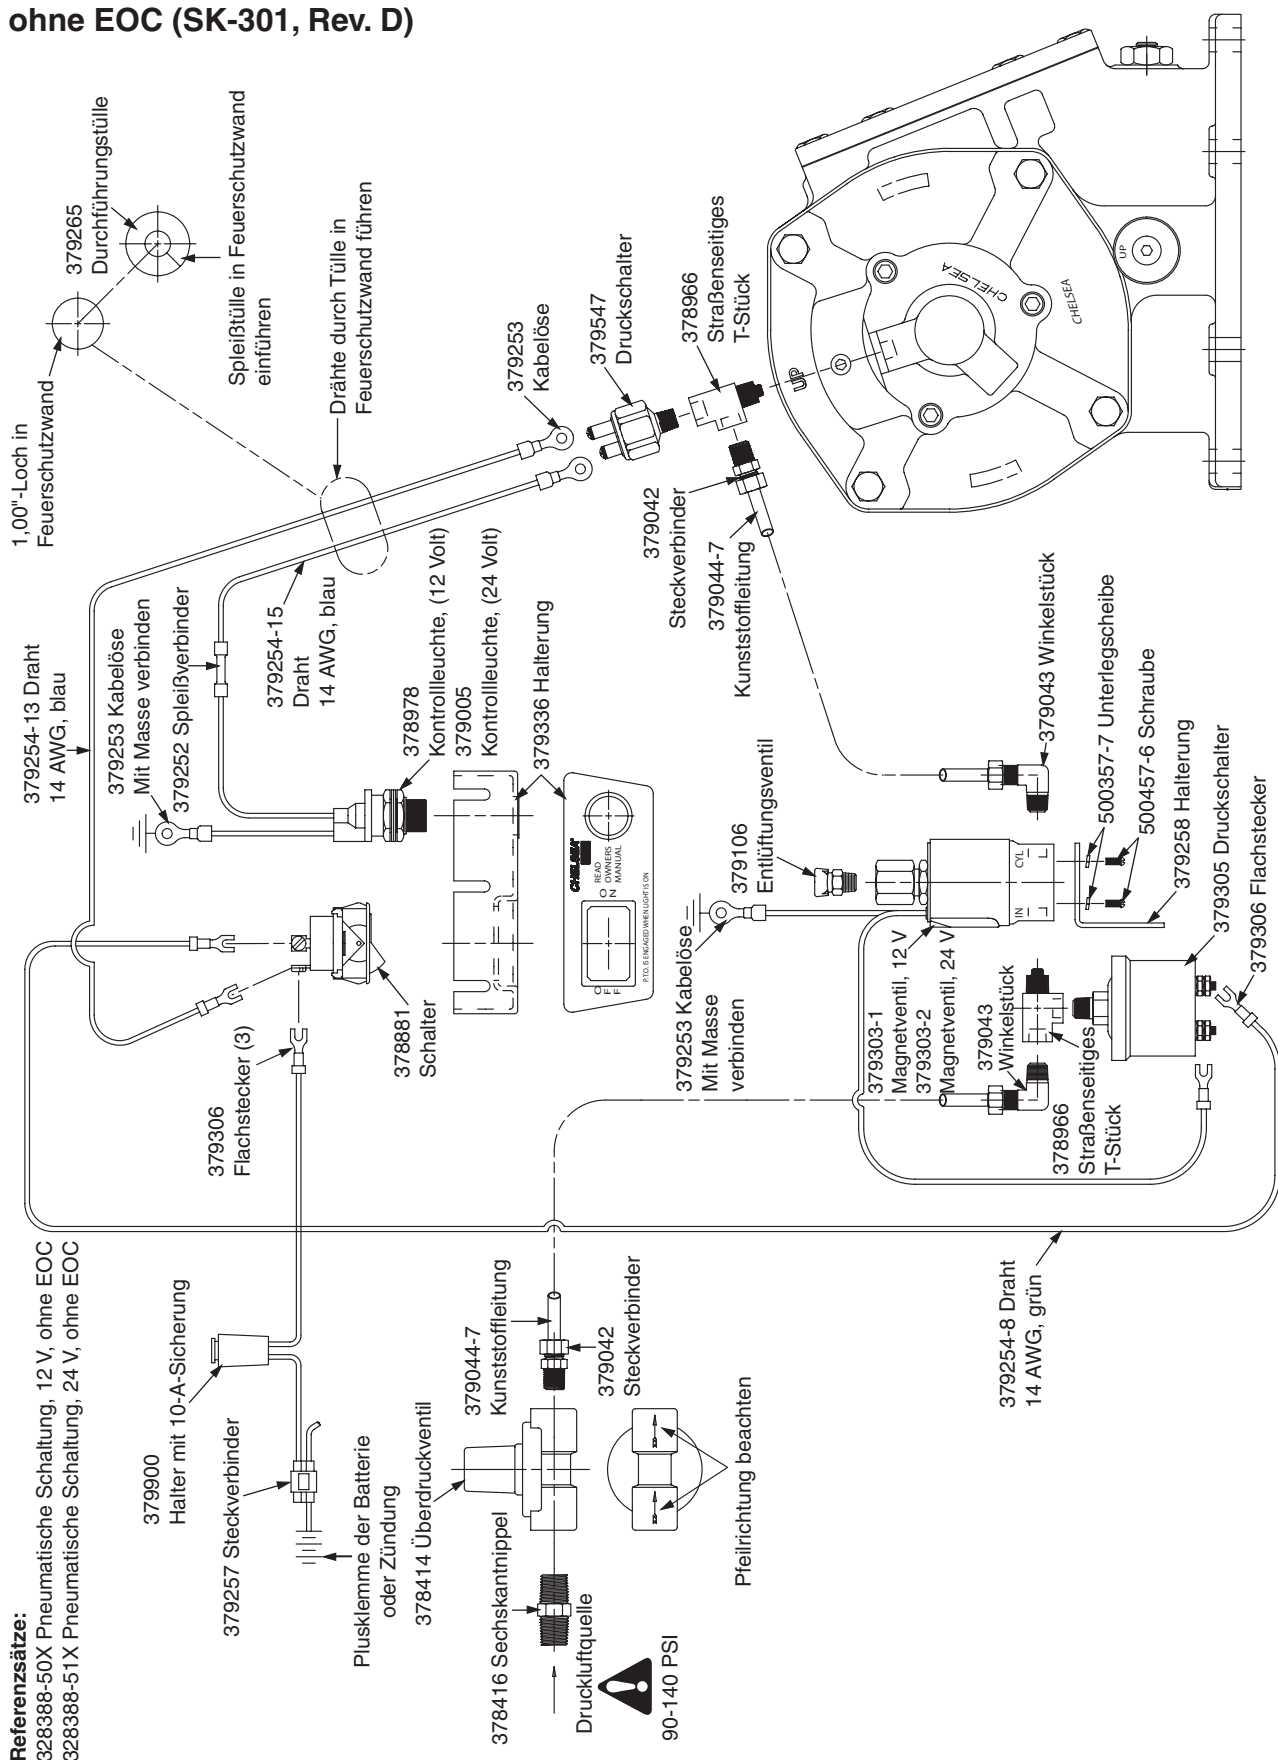 ohne EOC (SK-301, Rev. D)
Referenzsätze:
328388-50X Pneumatische Schaltung, 12 V, ohne EOC
328388-51X Pneumatische Schaltung, 24 V, ohne EOC
1,00"-Loch in
Feuerschutzwand
379265
Durchführungstülle
Spleißtülle in Feuerschutzwand
einführen
Drähte durch Tülle in
Feuerschutzwand führen
379253
Kabelöse
379547
Druckschalter
378966
Straßenseitiges
T-Stück
379254-13 Draht
14 AWG, blau
379253 Kabelöse
Mit Masse verbinden
379252 Spleißverbinder
379254-15
Draht
14 AWG, blau
378978
Kontrollleuchte, (12 Volt)
379005
Kontrollleuchte, (24 Volt)
379336 Halterung
379042
Steckverbinder
379044-7
Kunststoffleitung
UP
CHELSEA
CHELSEA
UP
379306
Flachstecker (3)
378881
Schalter
CHELSEA
READ
OWNERS
MANUAL
ON
OFF
P.T.O. IS ENGAGED WHEN LIGHT IS ON
379106
Entlüftungsventil
379253 Kabelöse
Mit Masse
verbinden
379043 Winkelstück
500357-7 Unterlegscheibe
500457-6 Schraube
379258 Halterung
379305 Druckschalter
379306 Flachstecker
IN
CYL
379303-1
Magnetventil, 12 V
379303-2
Magnetventil, 24 V
379043
Winkelstück
378966
Straßenseitiges
T-Stück
379900
Halter mit 10-A-Sicherung
379257 Steckverbinder
Plusklemme der Batterie
oder Zündung
378414 Überdruckventil
379044-7
Kunststoffleitung
379042
Steckverbinder
378416 Sechskantnippel
Druckluftquelle
90-140 PSI
Pfeilrichtung beachten
379254-8 Draht
14 AWG, grün